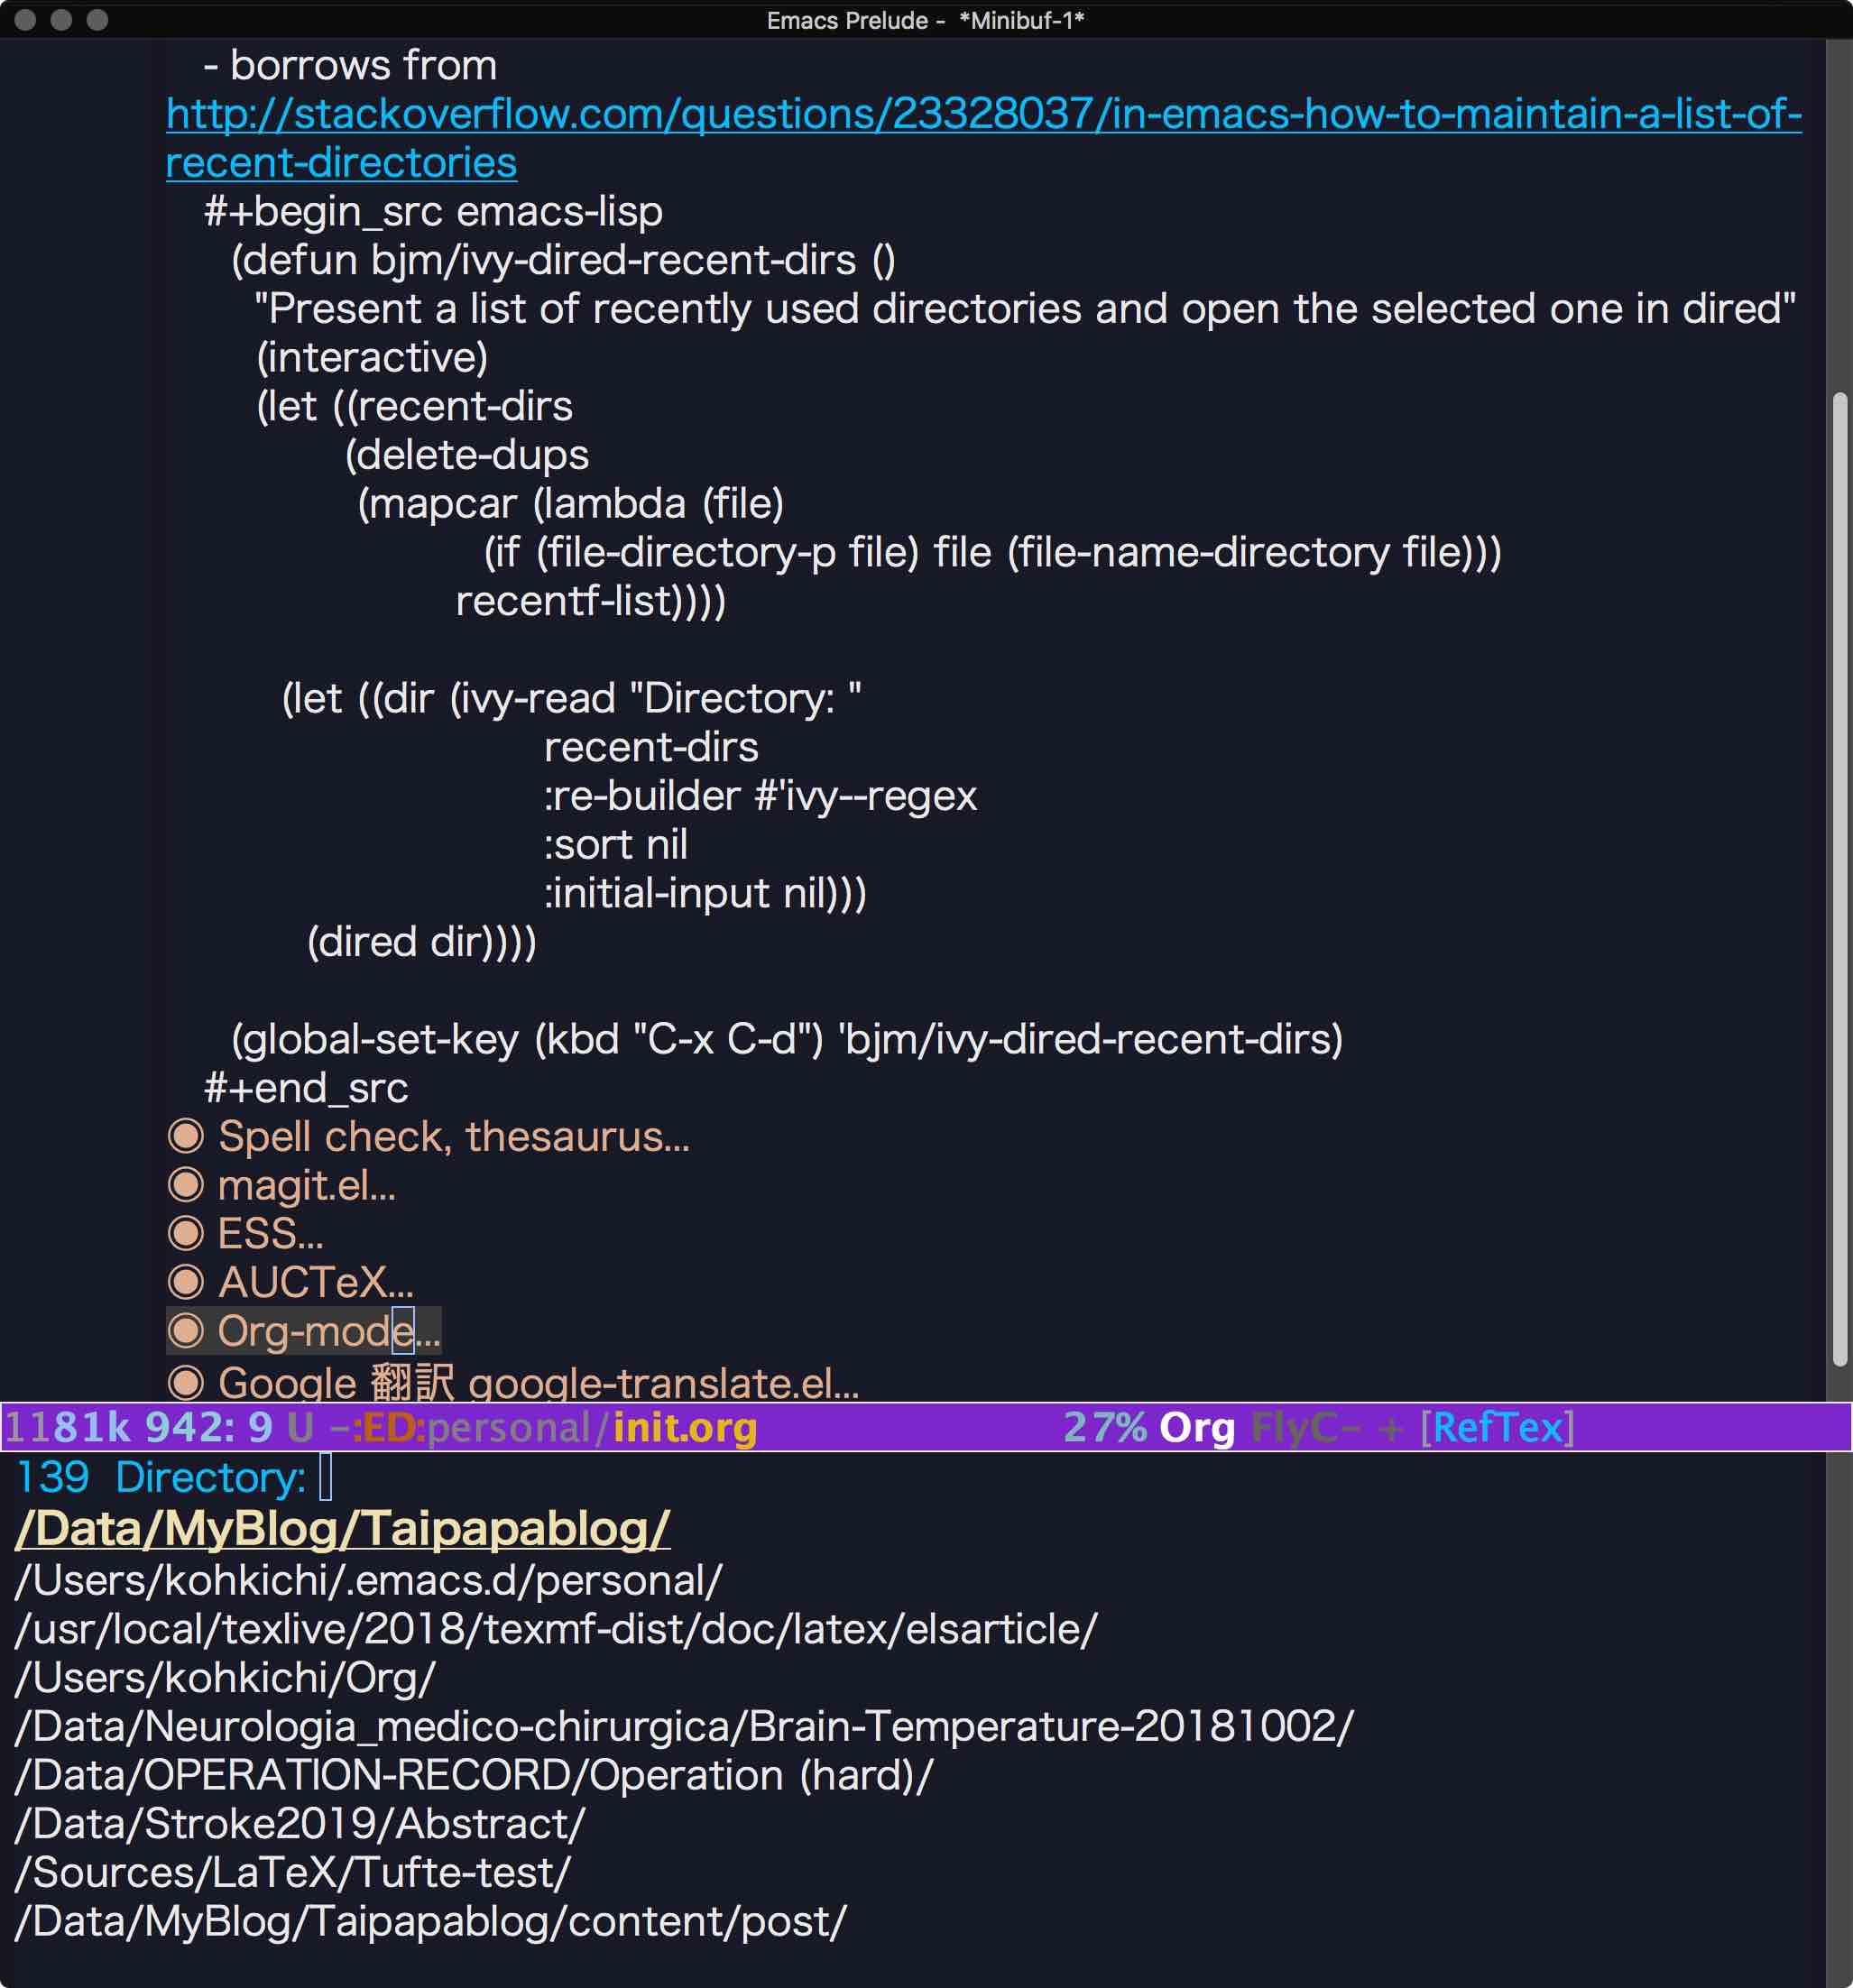 Emacs Prelude - *Minibuf-1*
- borrows from
http://stackoverflow.com/questions/23328037/in-emacs-how-to-maintain-a-list-of-
recent-directories
#+begin_src emacs-lisp
(defun bjm/ivy-dired-recent-dirs ()
"Present a list of recently used directories and open the selected one in dired"
(interactive)
(let ((recent-dirs
(delete-dups
(mapcar (lambda (file)
(if (file-directory-p file) file (file-name-directory file)))
recentf-list))))
(let ((dir (ivy-read "Directory: "
recent-dirs
:re-builder #'ivy--regex
:sort nil
:initial-input nil)))
(dired dir))))
(global-set-key (kbd "C-x C-d") 'bjm/ivy-dired-recent-dirs)
#+end_src
◉ Spell check, thesaurus...
◉ magit.el...
◉ ESS...
◉ AUCTeX...
◉ Org-mode...
◉ Google 翻訳 google-translate.el...
1181k 942: 9 U -:ED:personal/init.org 27% Org FlyC- + [RefTex]
139 Directory:
/Data/MyBlog/Taipapablog/
/Users/kohkichi/.emacs.d/personal/
/usr/local/texlive/2018/texmf-dist/doc/latex/elsarticle/
/Users/kohkichi/Org/
/Data/Neurologia_medico-chirurgica/Brain-Temperature-20181002/
/Data/OPERATION-RECORD/Operation (hard)/
/Data/Stroke2019/Abstract/
/Sources/LaTeX/Tufte-test/
/Data/MyBlog/Taipapablog/content/post/